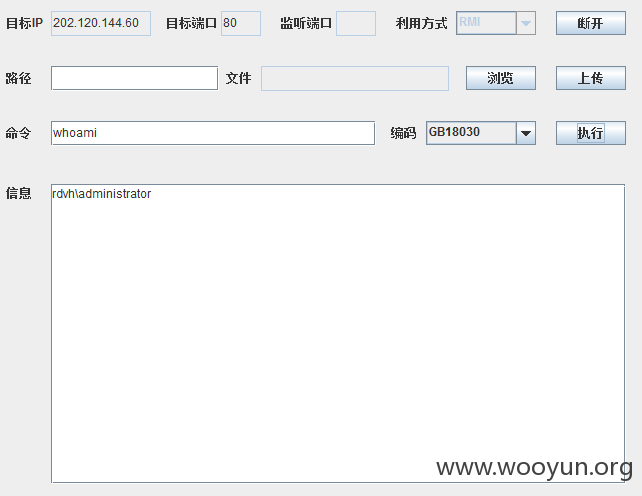 目标IP 202.120.144.60 目标端口 80 监听端口 利用方式 RMI 断开
路径 文件 浏览 上传
命令 whoami 编码 GB18030 执行
信息 rdvh\administrator
www.wooyun.org